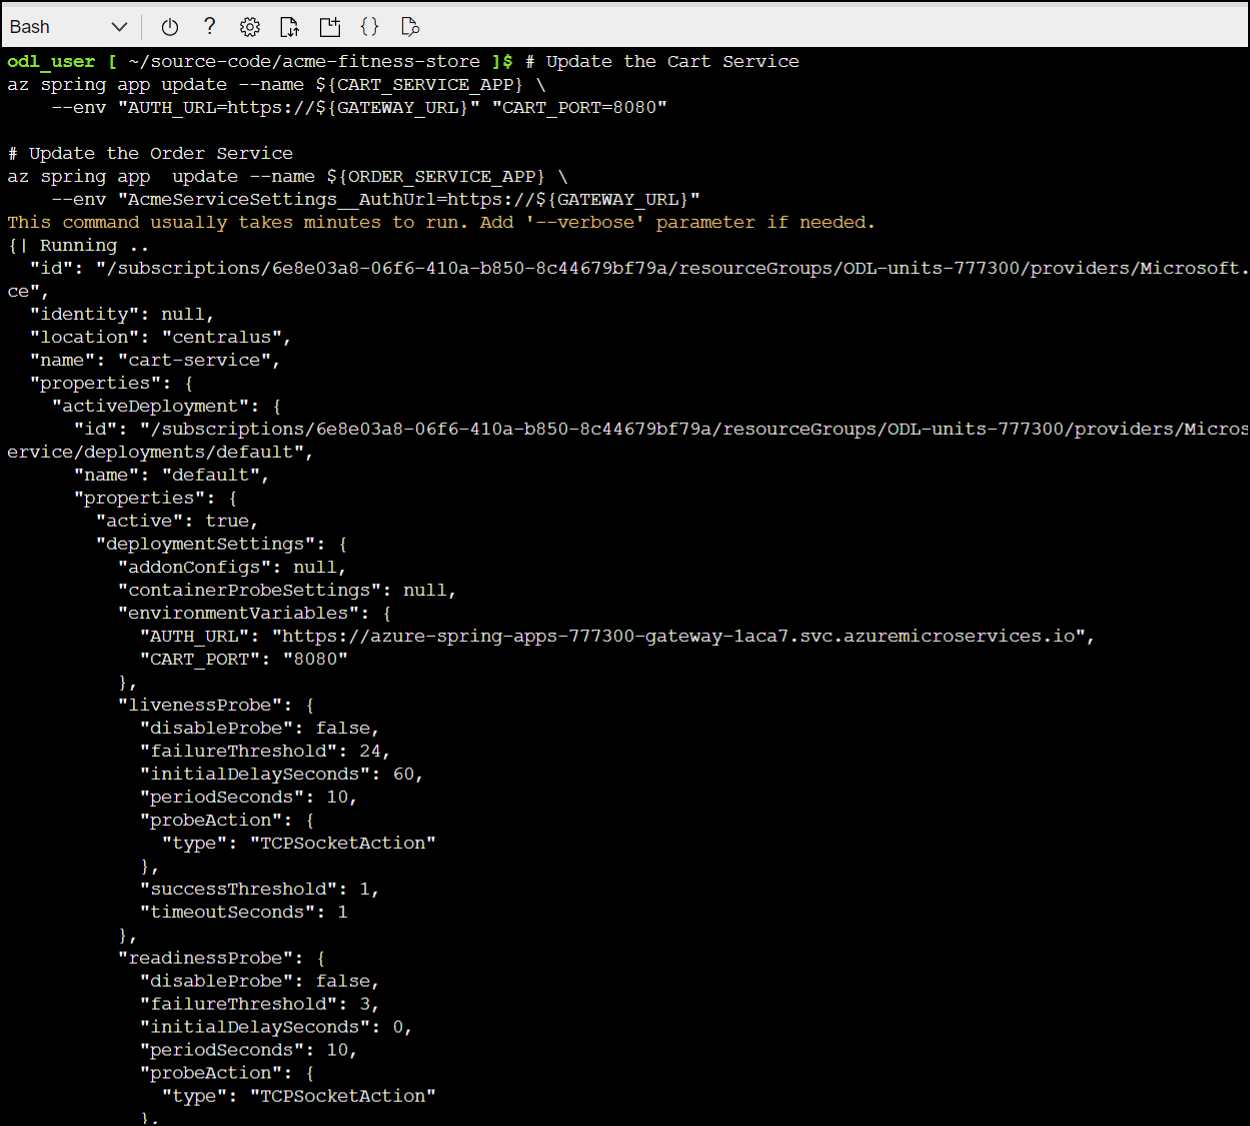 Bash
odl_user [ ~/source-code/acme-fitness-store ]$ # Update the Cart Service
az spring app update --name ${CART_SERVICE_APP} \
    --env "AUTH_URL=https://${GATEWAY_URL}" "CART_PORT=8080"

# Update the Order Service
az spring app  update --name ${ORDER_SERVICE_APP} \
    --env "AcmeServiceSettings__AuthUrl=https://${GATEWAY_URL}"
This command usually takes minutes to run. Add '--verbose' parameter if needed.
{| Running ..
  "id": "/subscriptions/6e8e03a8-06f6-410a-b850-8c44679bf79a/resourceGroups/ODL-units-777300/providers/Microsoft.
ce",
  "identity": null,
  "location": "centralus",
  "name": "cart-service",
  "properties": {
    "activeDeployment": {
      "id": "/subscriptions/6e8e03a8-06f6-410a-b850-8c44679bf79a/resourceGroups/ODL-units-777300/providers/Micros
ervice/deployments/default",
      "name": "default",
      "properties": {
        "active": true,
        "deploymentSettings": {
          "addonConfigs": null,
          "containerProbeSettings": null,
          "environmentVariables": {
            "AUTH_URL": "https://azure-spring-apps-777300-gateway-1aca7.svc.azuremicroservices.io",
            "CART_PORT": "8080"
          },
          "livenessProbe": {
            "disableProbe": false,
            "failureThreshold": 24,
            "initialDelaySeconds": 60,
            "periodSeconds": 10,
            "probeAction": {
              "type": "TCPSocketAction"
            },
            "successThreshold": 1,
            "timeoutSeconds": 1
          },
          "readinessProbe": {
            "disableProbe": false,
            "failureThreshold": 3,
            "initialDelaySeconds": 0,
            "periodSeconds": 10,
            "probeAction": {
              "type": "TCPSocketAction"
            },